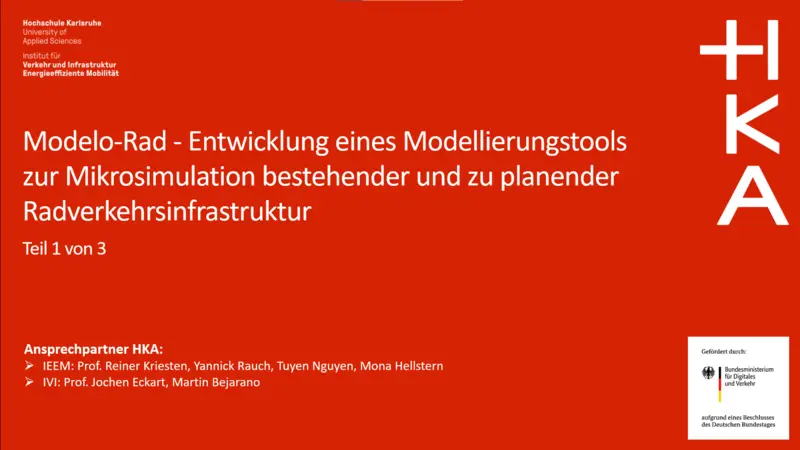 Hochschule Karlsruhe
University of
Applied Sciences
Institut für
Verkehr und Infrastruktur
Energieeffiziente Mobilität
H
K
A
Modelo-Rad - Entwicklung eines Modellierungstools
zur Mikrosimulation bestehender und zu planender
Radverkehrsinfrastruktur
Teil 1 von 3
Ansprechpartner HKA:
➢ IEEM: Prof. Reiner Kriesten, Yannick Rauch, Tuyen Nguyen, Mona Hellstern
➢ IVI: Prof. Jochen Eckart, Martin Bejarano
Gefördert durch:
Bundesministerium
für Digitales
und Verkehr
aufgrund eines Beschlusses
des Deutschen Bundestages